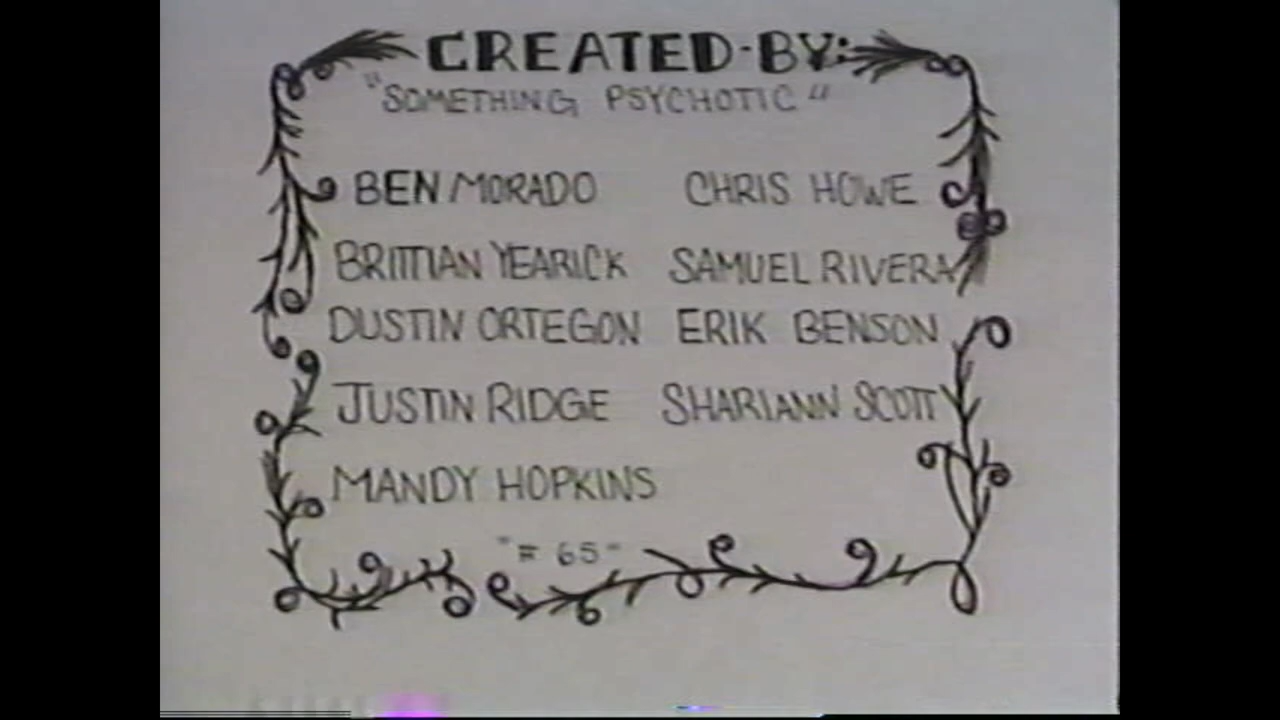 CREATED-BY:
"SOMETHING PSYCHOTIC"
BEN MORADO CHRIS HOWE
BRITTIAN YEARICK SAMUEL RIVERA
DUSTIN ORTEGON ERIK BENSON
JUSTIN RIDGE SHARIANN SCOTT
MANDY HOPKINS
"F 65"